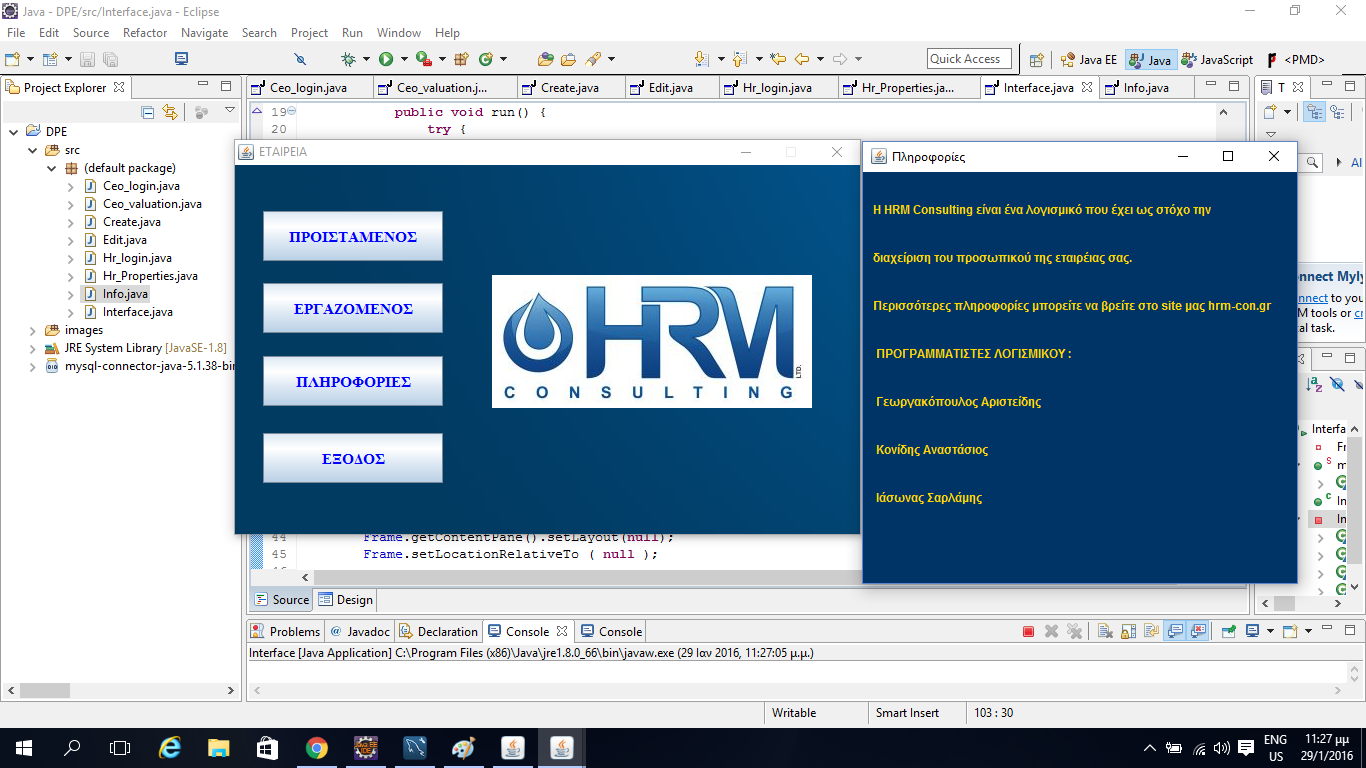 Java - DPE/src/Interface.java - Eclipse
File Edit Source Refactor Navigate Search Project Run Window Help
Quick Access Java EE Java JavaScript <PMD>
Project Explorer
Ceo_login.java Ceo_valuation.j... Create.java Edit.java Hr_login.java Hr_Properties.ja... Interface.java Info.java
T
19 public void run() {
20 try {
DPE
src
(default package)
Ceo_login.java
Ceo_valuation.java
Create.java
Edit.java
Hr_login.java
Hr_Properties.java
Info.java
Interface.java
images
JRE System Library [JavaSE-1.8]
mysql-connector-java-5.1.38-bin
ΕΤΑΙΡΕΙΑ
ΠΡΟΙΣΤΑΜΕΝΟΣ
ΕΡΓΑΖΟΜΕΝΟΣ
ΠΛΗΡΟΦΟΡΙΕΣ
ΕΞΟΔΟΣ
HRM
LTD.
CONSULTING
Πληροφορίες
Η HRM Consulting είναι ένα λογισμικό που έχει ως στόχο την
διαχείριση του προσωπικού της εταιρέιας σας.
Περισσότερες πληροφορίες μπορείτε να βρείτε στο site μας hrm-con.gr
ΠΡΟΓΡΑΜΜΑΤΙΣΤΕΣ ΛΟΓΙΣΜΙΚΟΥ :
Γεωργακόπουλος Αριστείδης
Κονίδης Αναστάσιος
Ιάσωνας Σαρλάμης
Al
onnect Myly
nnect to you
M tools or cr
cal task.
Interfa
Fr
m
In
In
44 Frame.getContentPane().setLayout(null);
45 Frame.setLocationRelativeTo ( null );
Source Design
Problems Javadoc Declaration Console Console
Interface [Java Application] C:\Program Files (x86)\Java\jre1.8.0_66\bin\javaw.exe (29 Ιαν 2016, 11:27:05 μ.μ.)
Writable Smart Insert 103 : 30
ENG
US
11:27 μμ
29/1/2016